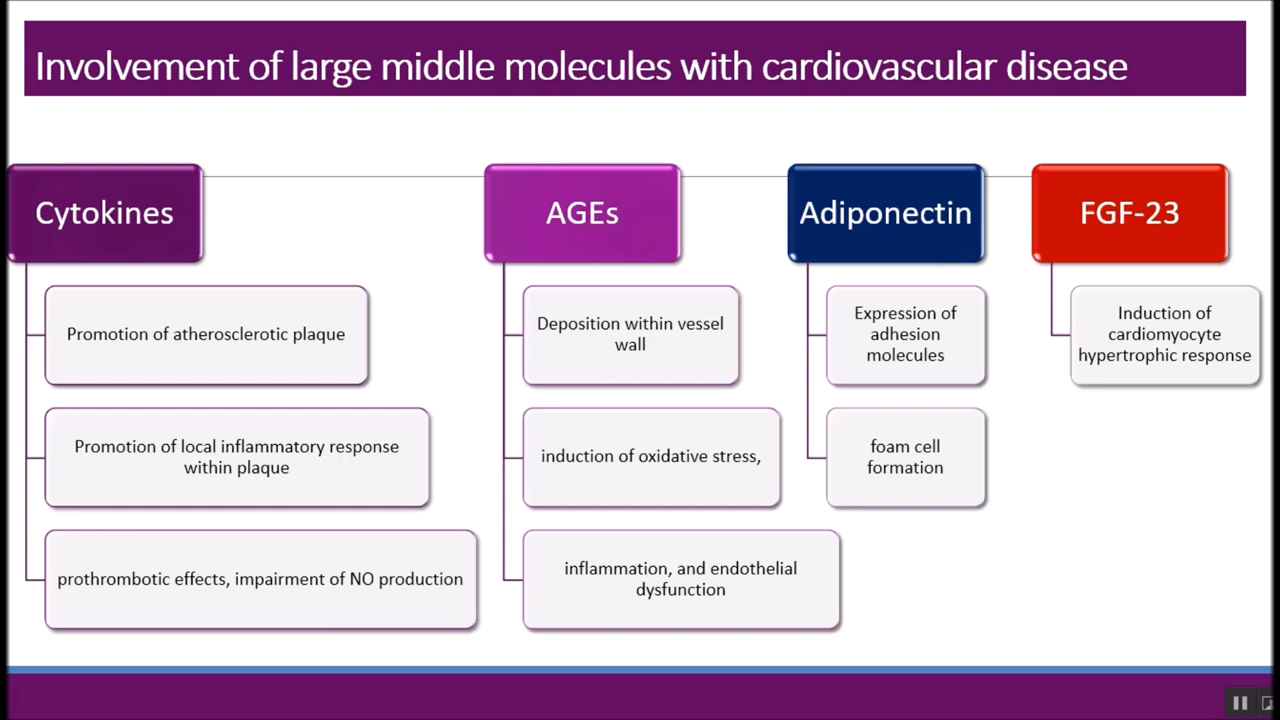 Involvement of large middle molecules with cardiovascular disease
Cytokines
Promotion of atherosclerotic plaque
Promotion of local inflammatory response
within plaque
prothrombotic effects, impairment of NO production
AGEs
Deposition within vessel
wall
induction of oxidative stress,
inflammation, and endothelial
dysfunction
Adiponectin
Expression of
adhesion
molecules
foam cell
formation
FGF-23
Induction of
cardiomyocyte
hypertrophic response